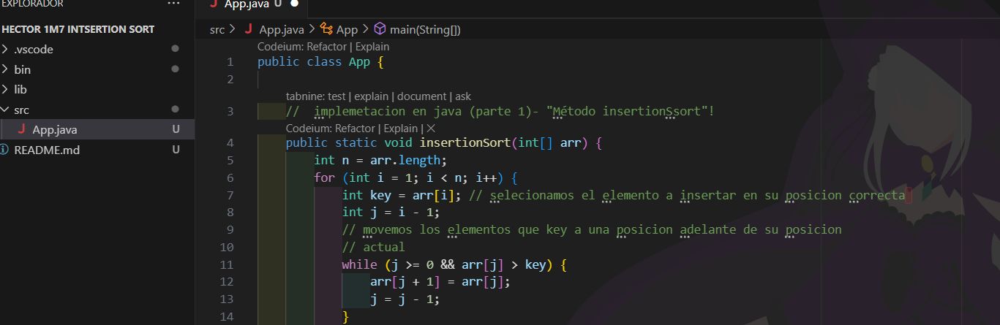 EXPLORADOR
···
App.java U
HECTOR 1M7 INTSERTION SORT
src > App.java > App > main(String[])
.vscode
bin
lib
src
App.java U
README.md U
Codeium: Refactor | Explain
1 public class App {
2
tabnine: test | explain | document | ask
3 //  implemetacion en java (parte 1)- "Método insertionSsort"!
Codeium: Refactor | Explain | ×
4 public static void insertionSort(int[] arr) {
5 int n = arr.length;
6 for (int i = 1; i < n; i++) {
7 int key = arr[i]; // selecionamos el elemento a insertar en su posicion correcta
8 int j = i - 1;
9 // movemos los elementos que key a una posicion adelante de su posicion
10 // actual
11 while (j >= 0 && arr[j] > key) {
12 arr[j + 1] = arr[j];
13 j = j - 1;
14 }